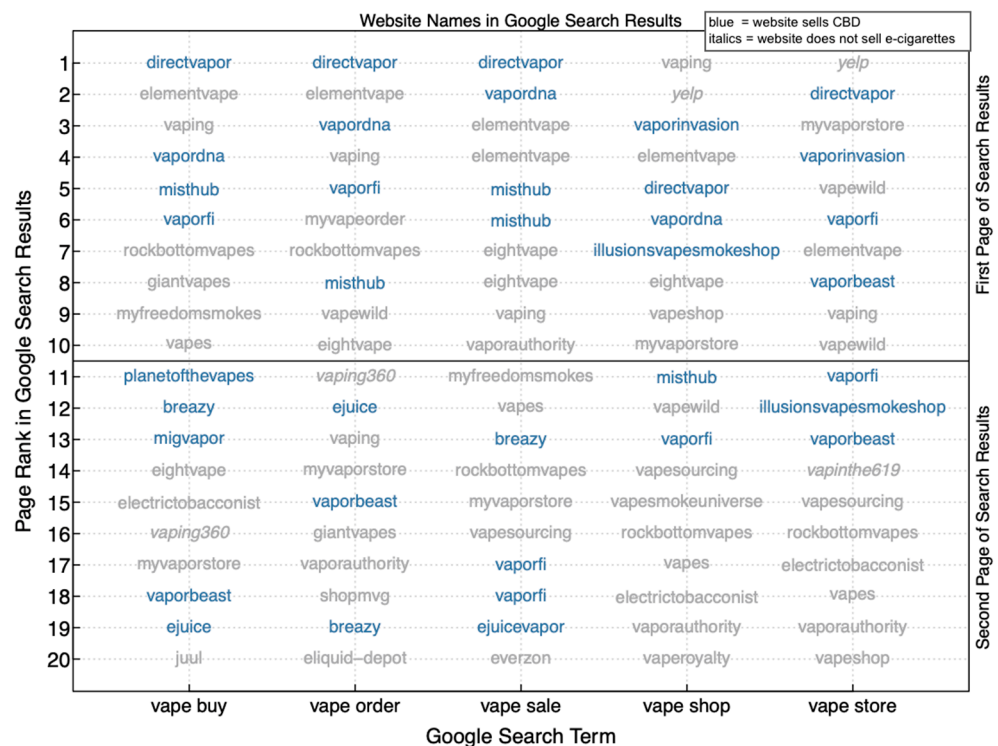 Website Names in Google Search Results
blue = website sells CBD
italics = website does not sell e-cigarettes
1 directvapor directvapor directvapor vaping yelp
2 elementvape elementvape vapordna yelp directvapor
3 vaping vapordna elementvape vaporinvasion myvaporstore
4 vapordna vaping elementvape elementvape vaporinvasion
5 misthub vaporfi misthub directvapor vapewild
6 vaporfi myvapeorder misthub vapordna vaporfi
7 rockbottomvapes rockbottomvapes eightvape illusionsvapesmokeshop elementvape
8 giantvapes misthub eightvape eightvape vaporbeast
9 myfreedomsmokes vapewild vaping vapeshop vaping
10 vapes eightvape vaporauthority myvaporstore vapewild
11 planetofthevapes vaping360 myfreedomsmokes misthub vaporfi
12 breazy ejuice vapes vapewild illusionsvapesmokeshop
13 migvapor vaping breazy vaporfi vaporbeast
14 eightvape myvaporstore rockbottomvapes vapesourcing vapinthe619
15 electrictobacconist vaporbeast myvaporstore vapesmokeuniverse vapesourcing
16 vaping360 giantvapes vapesourcing rockbottomvapes rockbottomvapes
17 myvaporstore vaporauthority vaporfi vapes electrictobacconist
18 vaporbeast shopmvg vaporfi electrictobacconist vapes
19 ejuice breazy ejuicevapor vaporauthority vaporauthority
20 juul eliquid–depot everzon vaperoyalty vapeshop
vape buy vape order vape sale vape shop vape store
Google Search Term
Page Rank in Google Search Results
First Page of Search Results
Second Page of Search Results